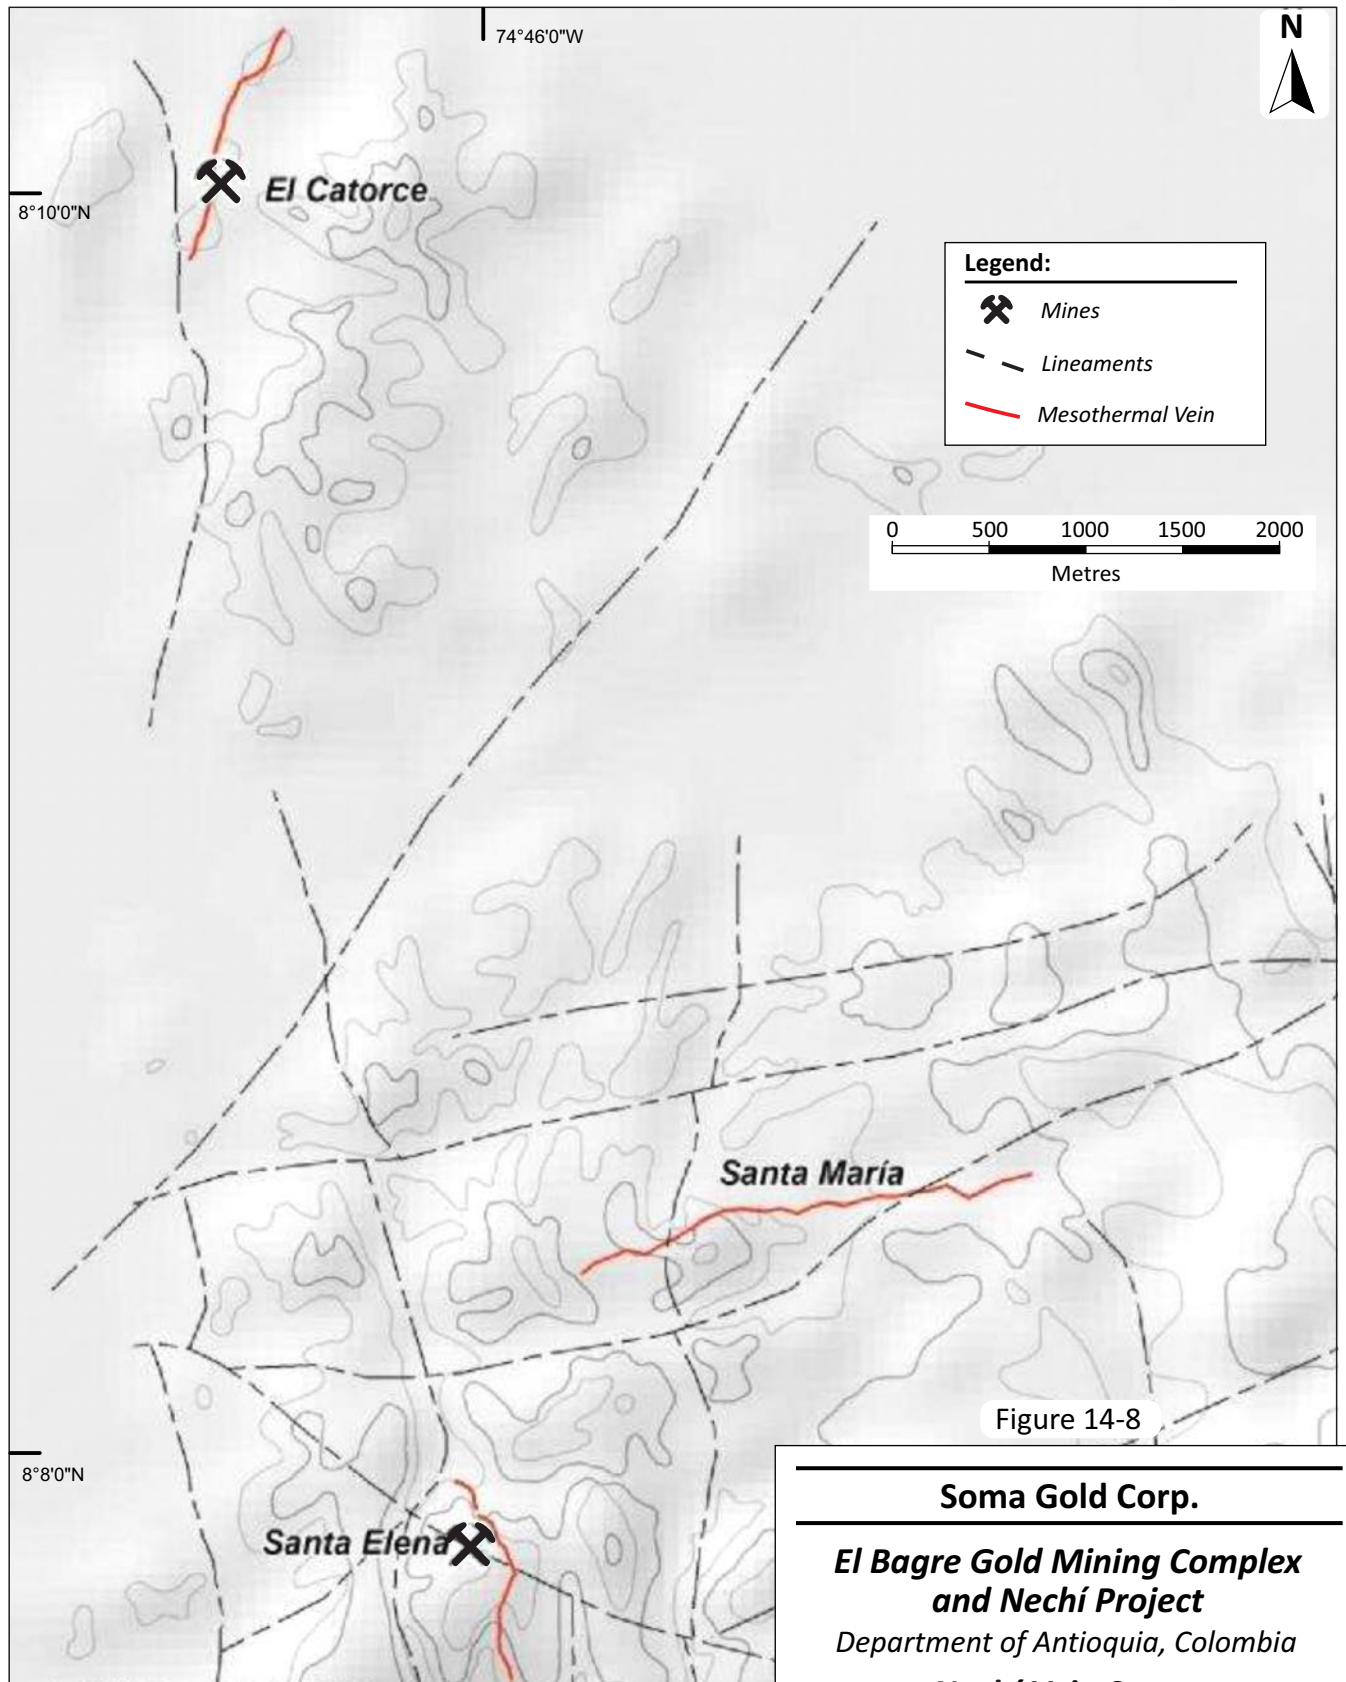 74°46'0"W
N
El Catorce
8°10'0"N
Legend:
Mines
Lineaments
Mesothermal Vein
0 500 1000 1500 2000
Metres
Santa María
Figure 14-8
8°8'0"N
Santa Elena
Soma Gold Corp.
El Bagre Gold Mining Complex
and Nechí Project
Department of Antioquia, Colombia